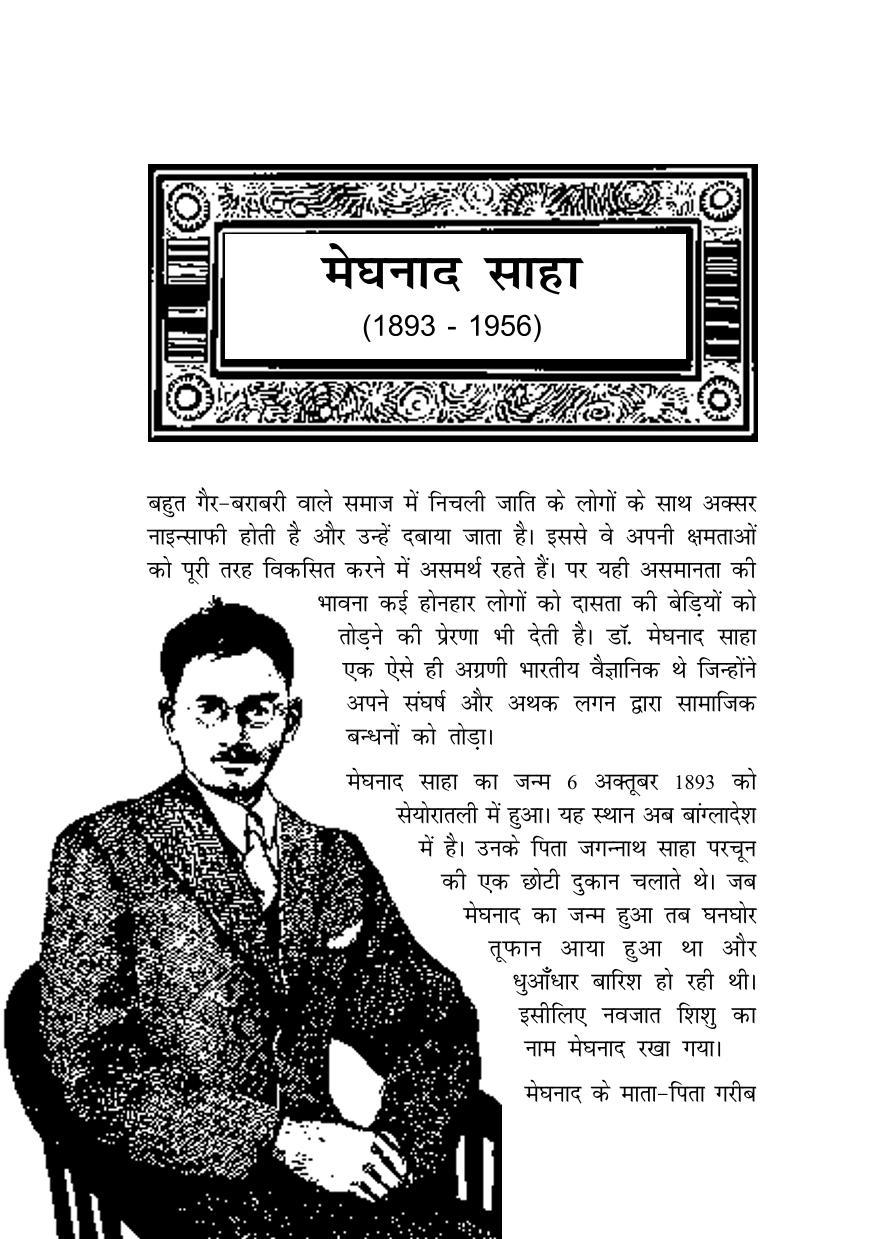 मेघनाद साहा
(1893 - 1956)
बहुत गैर-बराबरी वाले समाज में निचली जाति के लोगों के साथ अक्सर
नाइन्साफी होती है और उन्हें दबाया जाता है। इससे वे अपनी क्षमताओं
को पूरी तरह विकसित करने में असमर्थ रहते हैं। पर यही असमानता की
भावना कई होनहार लोगों को दासता की बेड़ियों को
तोड़ने की प्रेरणा भी देती है। डॉ. मेघनाद साहा
एक ऐसे ही अग्रणी भारतीय वैज्ञानिक थे जिन्होंने
अपने संघर्ष और अथक लगन द्वारा सामाजिक
बन्धनों को तोड़ा।
मेघनाद साहा का जन्म 6 अक्तूबर 1893 को
सेयोरातली में हुआ। यह स्थान अब बांग्लादेश
में है। उनके पिता जगन्नाथ साहा परचून
की एक छोटी दुकान चलाते थे। जब
मेघनाद का जन्म हुआ तब घनघोर
तूफान आया हुआ था और
धुआँधार बारिश हो रही थी।
इसीलिए नवजात शिशु का
नाम मेघनाद रखा गया।
मेघनाद के माता-पिता गरीब